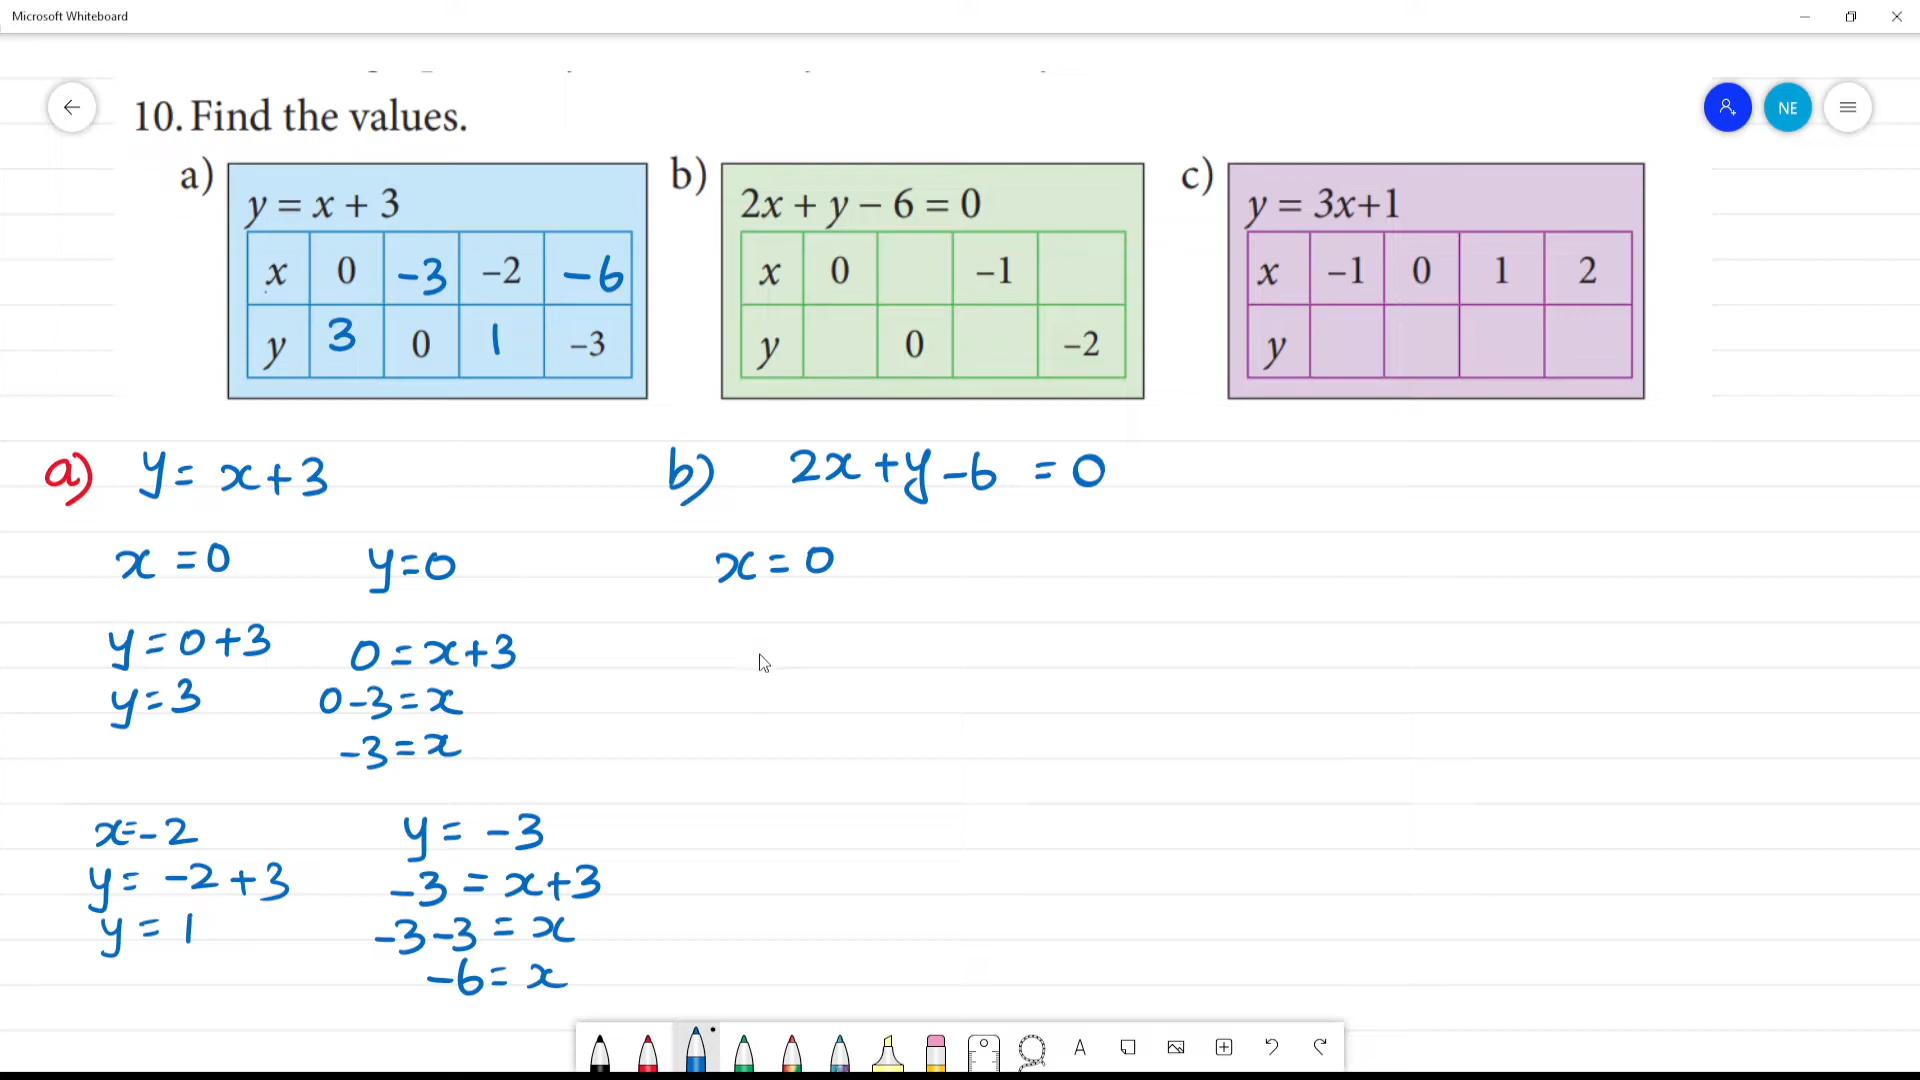 Microsoft Whiteboard
10. Find the values.
NE
a)
y = x + 3
x 0 -3 –2 -6
y 3 0 1 –3
b)
2x + y – 6 = 0
x 0 –1
y 0 –2
c)
y = 3x+1
x –1 0 1 2
y
a) y = x+3
x = 0
y = 0+3
y = 3
y=0
0 = x+3
0-3 = x
-3 = x
x=-2
y = -2+3
y = 1
y = -3
-3 = x+3
-3-3 = x
-6 = x
b) 2x+y-6 = 0
x = 0
A